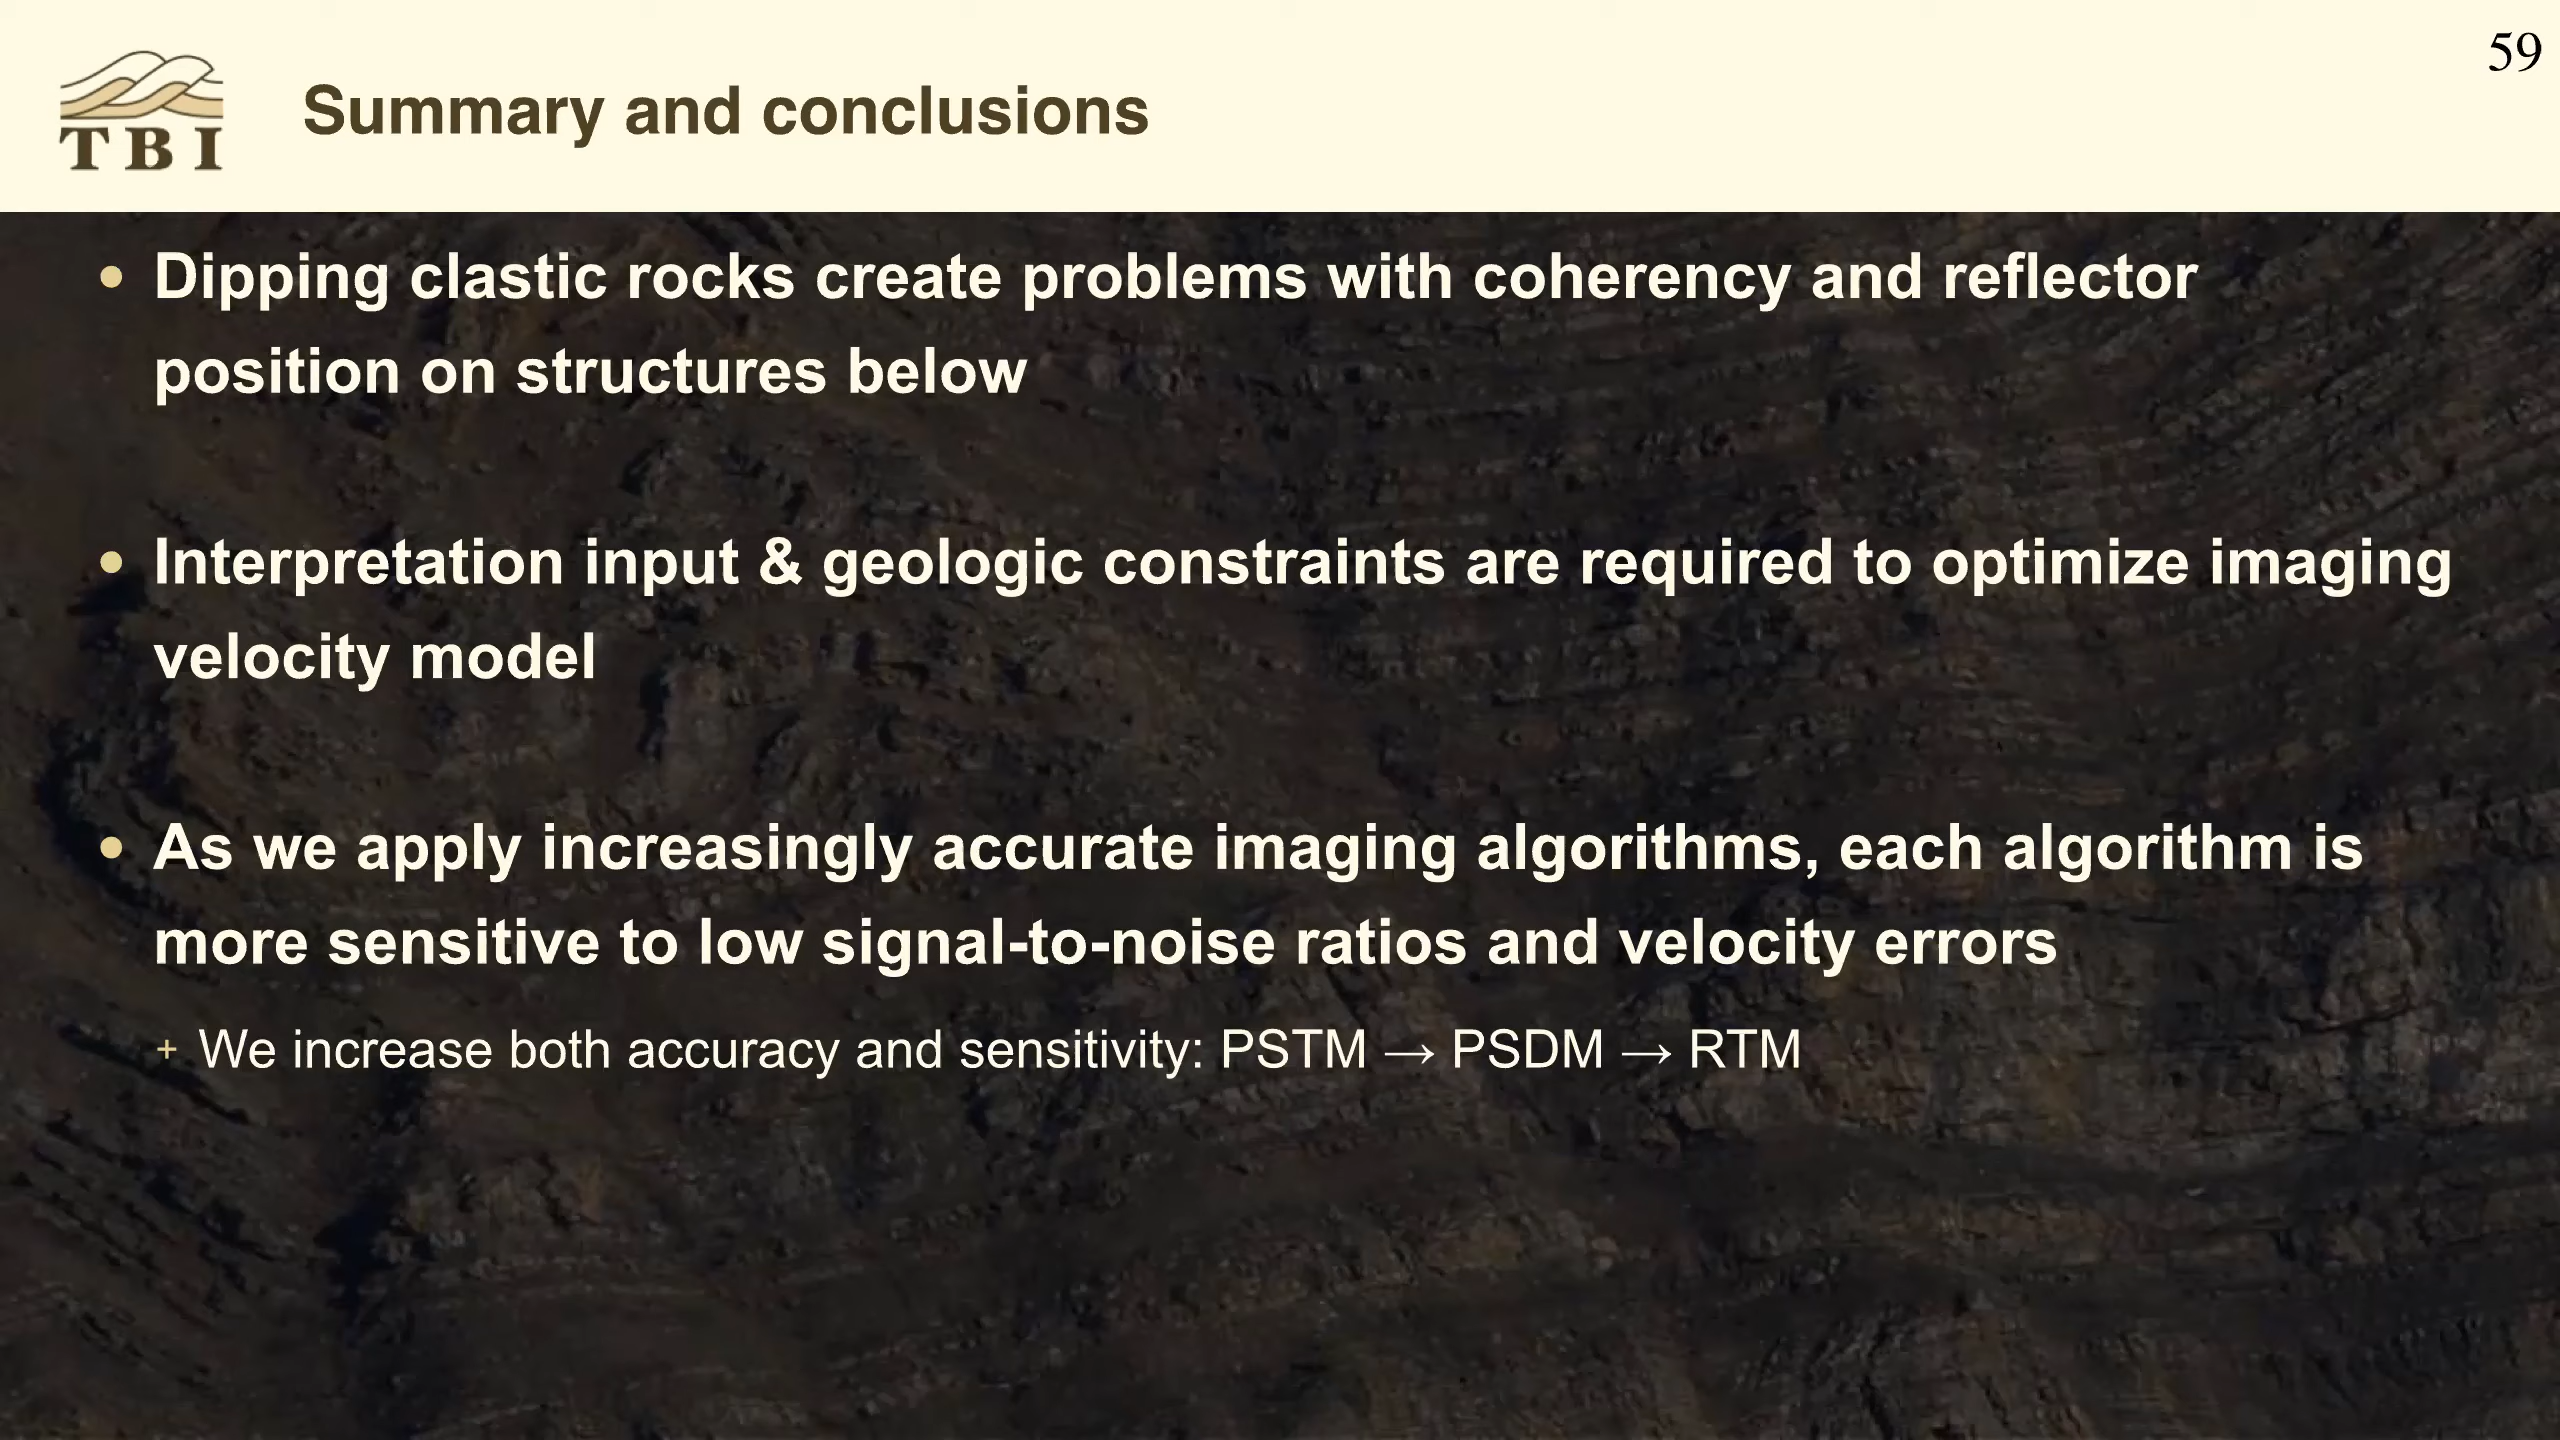 59
TBI
Summary and conclusions
• Dipping clastic rocks create problems with coherency and reflector
position on structures below
• Interpretation input & geologic constraints are required to optimize imaging
velocity model
• As we apply increasingly accurate imaging algorithms, each algorithm is
more sensitive to low signal-to-noise ratios and velocity errors
+ We increase both accuracy and sensitivity: PSTM → PSDM → RTM